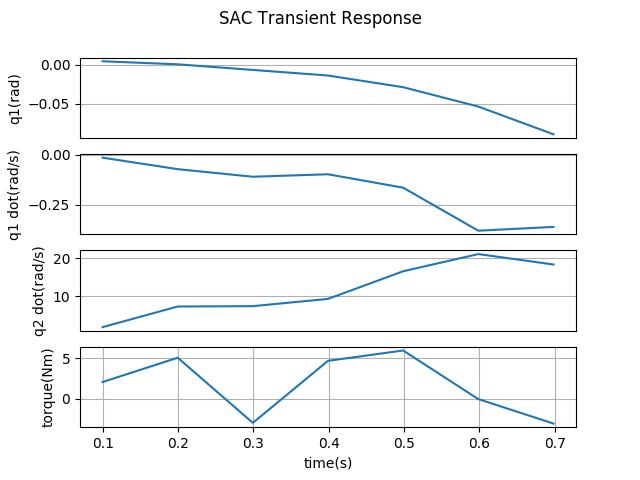 SAC Transient Response
q1(rad)
0.00
−0.05
q1 dot(rad/s)
0.00
−0.25
q2 dot(rad/s)
20
10
torque(Nm)
5
0
0.1 0.2 0.3 0.4 0.5 0.6 0.7
time(s)